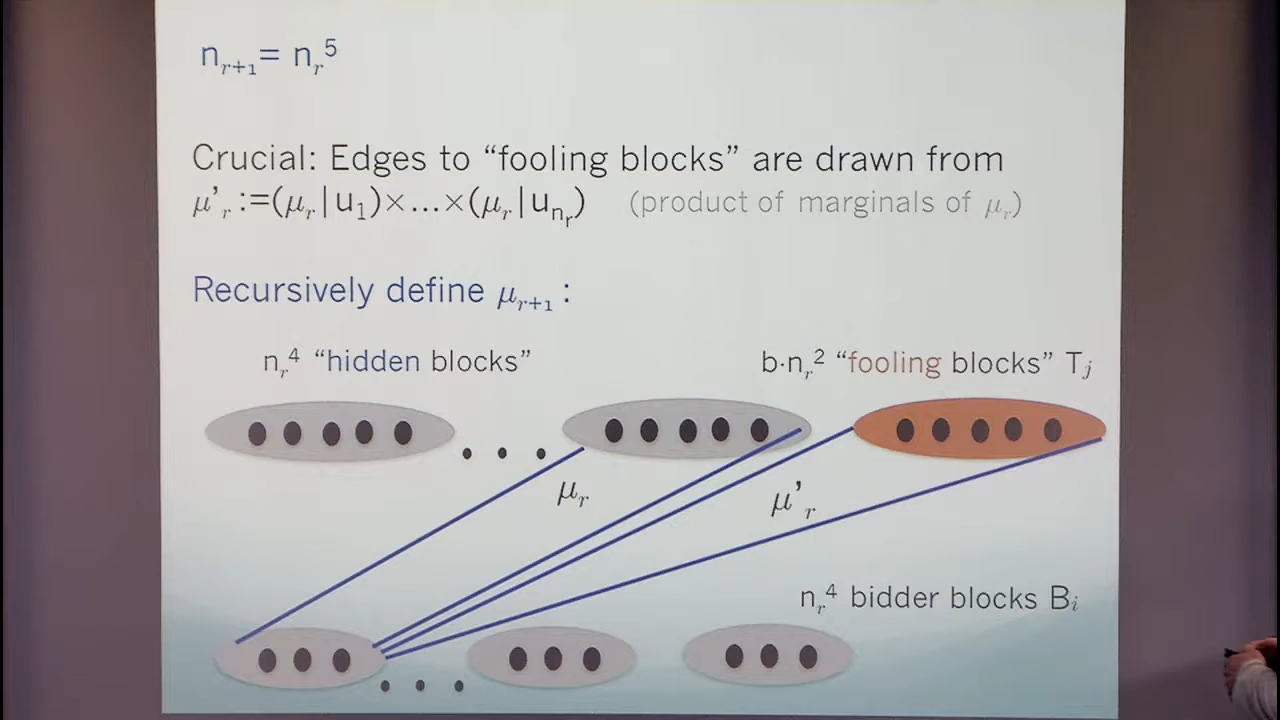 n_{r+1} = n_r^5
Crucial: Edges to “fooling blocks” are drawn from
μ'_r :=(μ_r|u_1)×...×(μ_r|u_{n_r}) (product of marginals of μ_r)
Recursively define μ_{r+1} :
n_r^4 “hidden blocks” b·n_r^2 “fooling blocks” T_j
μ_r μ'_r
n_r^4 bidder blocks B_i